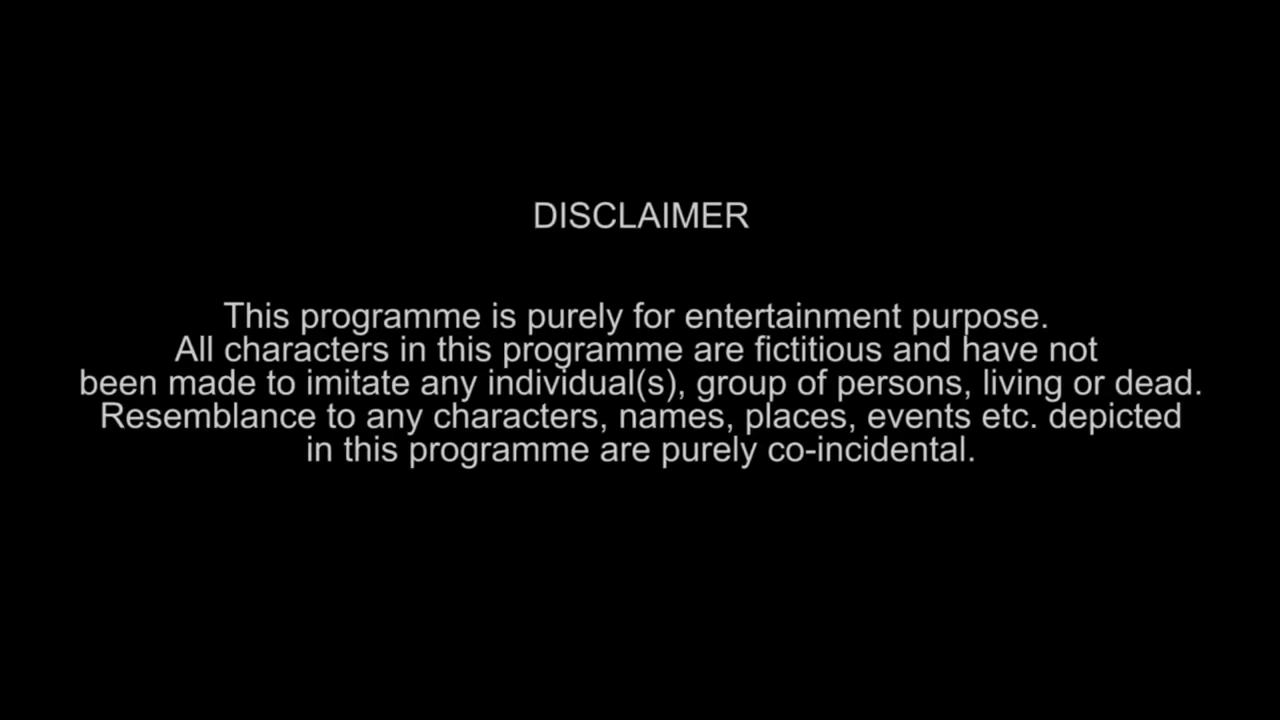 DISCLAIMER
This programme is purely for entertainment purpose.
All characters in this programme are fictitious and have not
been made to imitate any individual(s), group of persons, living or dead.
Resemblance to any characters, names, places, events etc. depicted
in this programme are purely co-incidental.